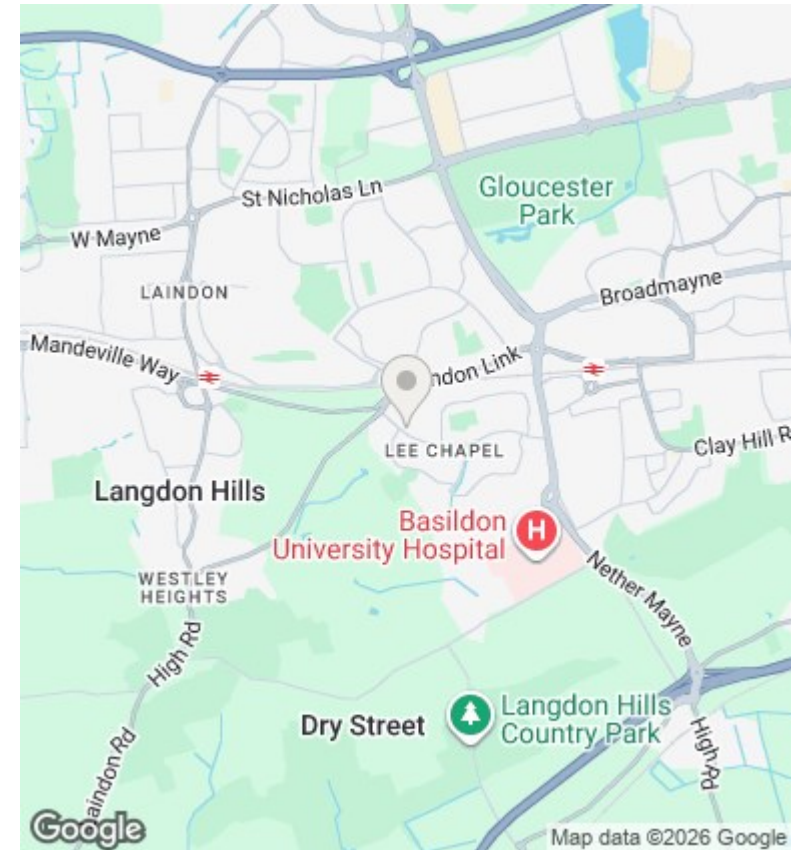 Gloucester
Park
St Nicholas Ln
W Mayne
Broadmayne
LAINDON
Mandeville Way
ndon Link
LEE CHAPEL
Clay Hill R
Langdon Hills
Basildon
University Hospital
H
WESTLEY
HEIGHTS
Nether Mayne
High Rd
Dry Street
Langdon Hills
Country Park
High Rd
aindon Rd
Google
Map data ©2026 Google